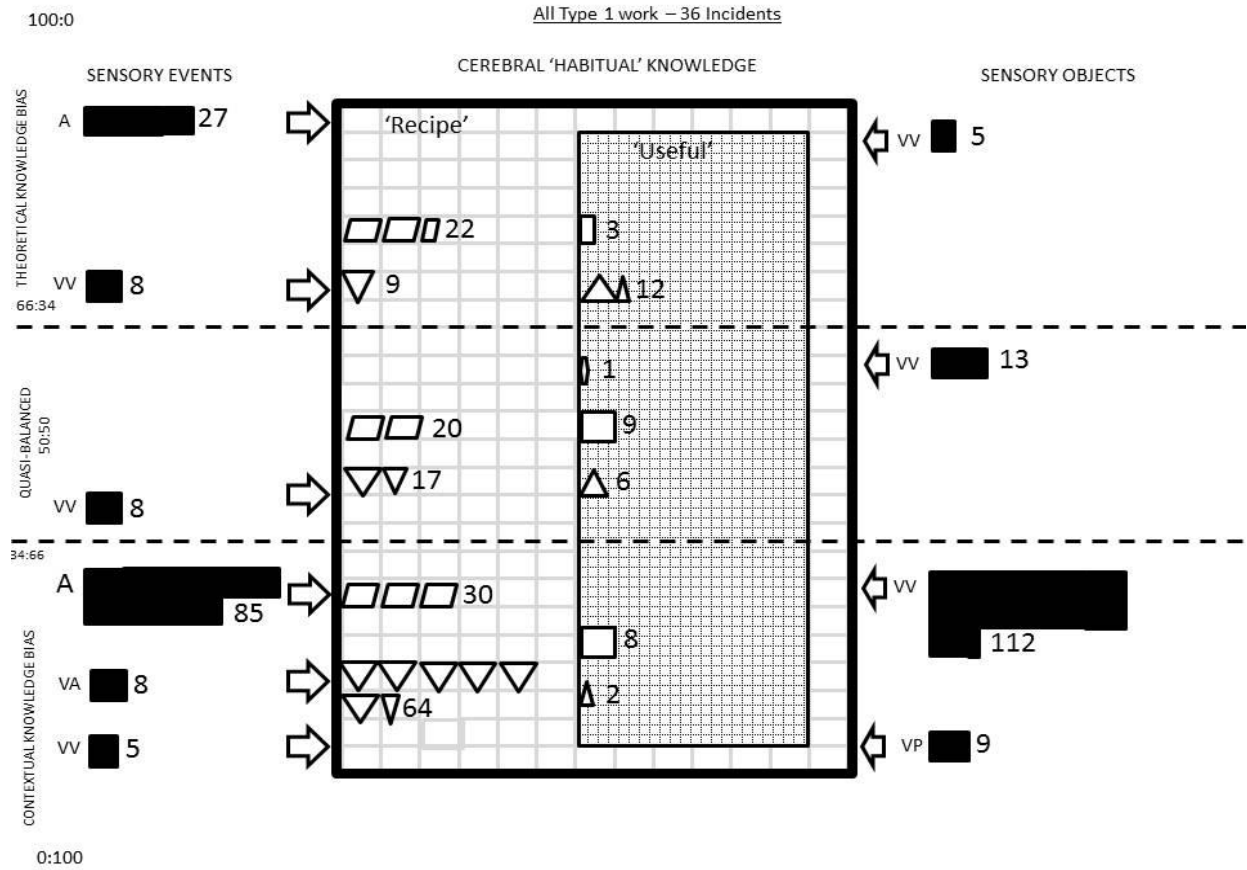 All Type 1 work – 36 Incidents
100:0
SENSORY EVENTS
CEREBRAL ‘HABITUAL’ KNOWLEDGE
SENSORY OBJECTS
THEORETICAL KNOWLEDGE BIAS
A 27
‘Recipe’
‘Useful’
VV 5
22
3
VV 8
9
12
66:34
VV 13
1
QUASI-BALANCED
50:50
20
9
17
6
VV 8
34:66
CONTEXTUAL KNOWLEDGE BIAS
A 85
30
VV 112
8
VA 8
64
2
VV 5
VP 9
0:100